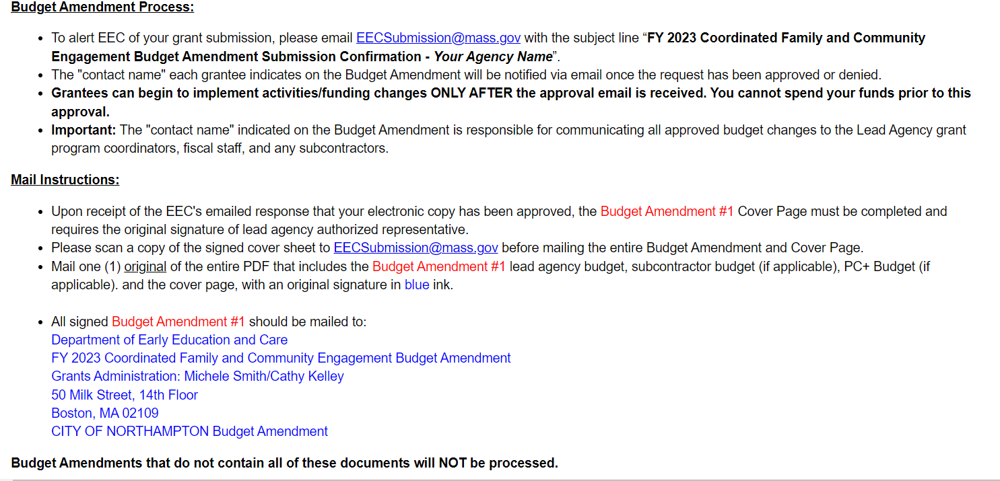 Budget Amendment Process:
• To alert EEC of your grant submission, please email EECSubmission@mass.gov with the subject line “FY 2023 Coordinated Family and Community
Engagement Budget Amendment Submission Confirmation - Your Agency Name”.
• The "contact name" each grantee indicates on the Budget Amendment will be notified via email once the request has been approved or denied.
• Grantees can begin to implement activities/funding changes ONLY AFTER the approval email is received. You cannot spend your funds prior to this
approval.
• Important: The "contact name" indicated on the Budget Amendment is responsible for communicating all approved budget changes to the Lead Agency grant
program coordinators, fiscal staff, and any subcontractors.
Mail Instructions:
• Upon receipt of the EEC's emailed response that your electronic copy has been approved, the Budget Amendment #1 Cover Page must be completed and
requires the original signature of lead agency authorized representative.
• Please scan a copy of the signed cover sheet to EECSubmission@mass.gov before mailing the entire Budget Amendment and Cover Page.
• Mail one (1) original of the entire PDF that includes the Budget Amendment #1 lead agency budget, subcontractor budget (if applicable), PC+ Budget (if
applicable). and the cover page, with an original signature in blue ink.
• All signed Budget Amendment #1 should be mailed to:
Department of Early Education and Care
FY 2023 Coordinated Family and Community Engagement Budget Amendment
Grants Administration: Michele Smith/Cathy Kelley
50 Milk Street, 14th Floor
Boston, MA 02109
CITY OF NORTHAMPTON Budget Amendment
Budget Amendments that do not contain all of these documents will NOT be processed.